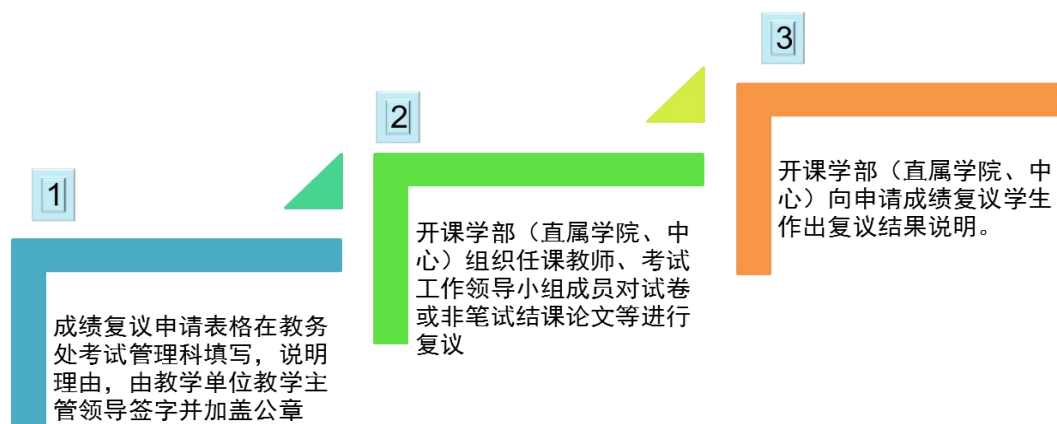 1
成绩复议申请表格在教务
处考试管理科填写，说明
理由，由教学单位教学主
管领导签字并加盖公章
2
开课学部（直属学院、中
心）组织任课教师、考试
工作领导小组成员对试卷
或非笔试结课论文等进行
复议
3
开课学部（直属学院、中
心）向申请成绩复议学生
作出复议结果说明。